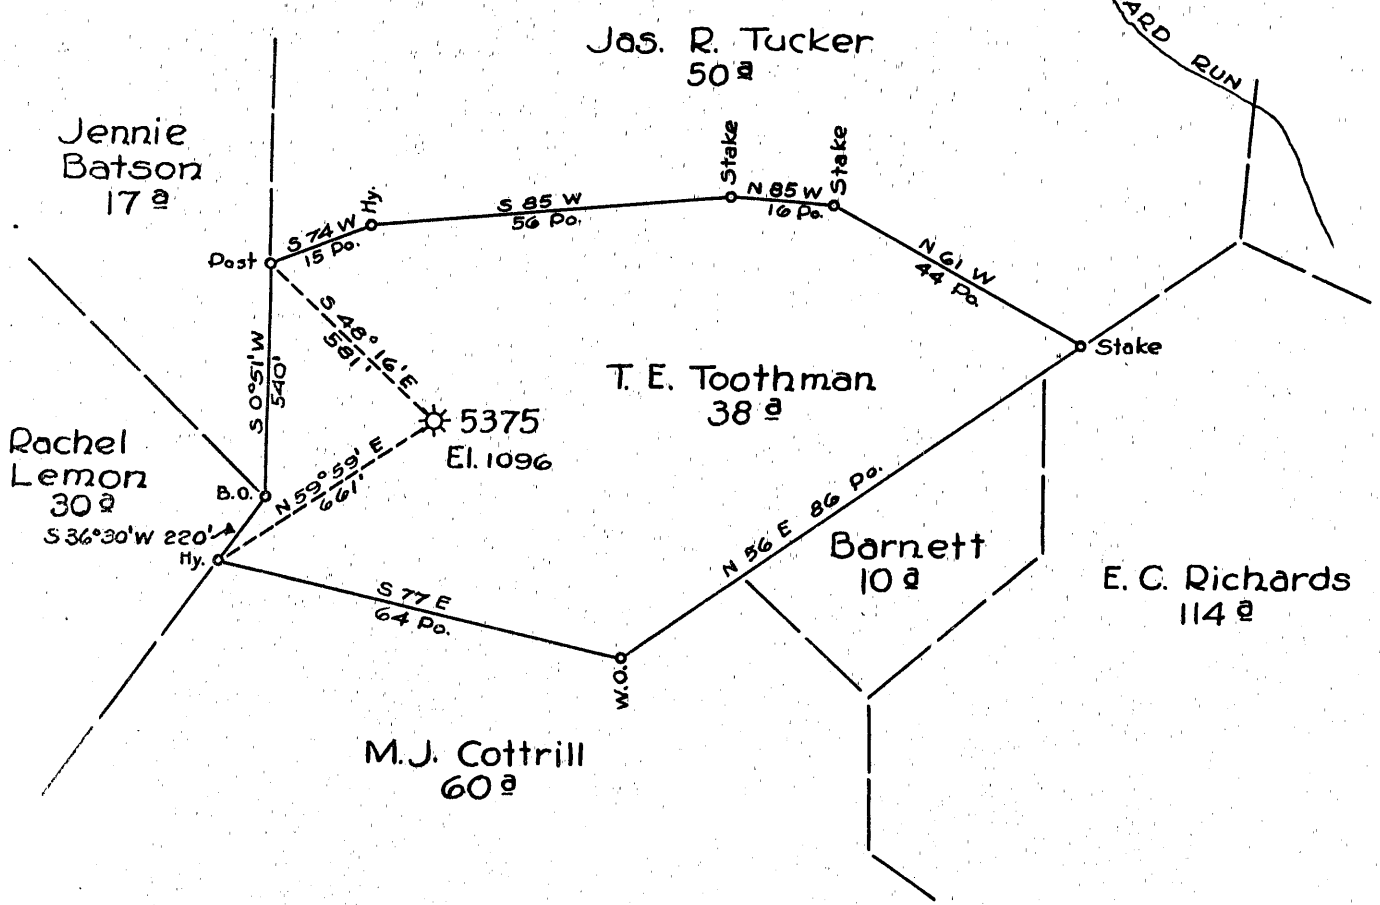 ARD RUN
Jas. R. Tucker
50 a
Jennie
Batson
17 a
Stake
Stake
Hy.
S 74 W
15 Po.
S 85 W
56 Po.
N 85 W
16 Po.
N 61 W
44 Po.
Post
Stake
S 48° 16' E
581'
S 0° 51' W
540'
T. E. Toothman
38 a
5375
El. 1096
Rachel
Lemon
30 a
B.O.
N 59° 59' E
661'
S 36° 30' W 220'
Hy.
N 56 E 86 Po.
Barnett
10 a
E. C. Richards
114 a
S 77 E
64 Po.
W.O.
M.J. Cottrill
60 a